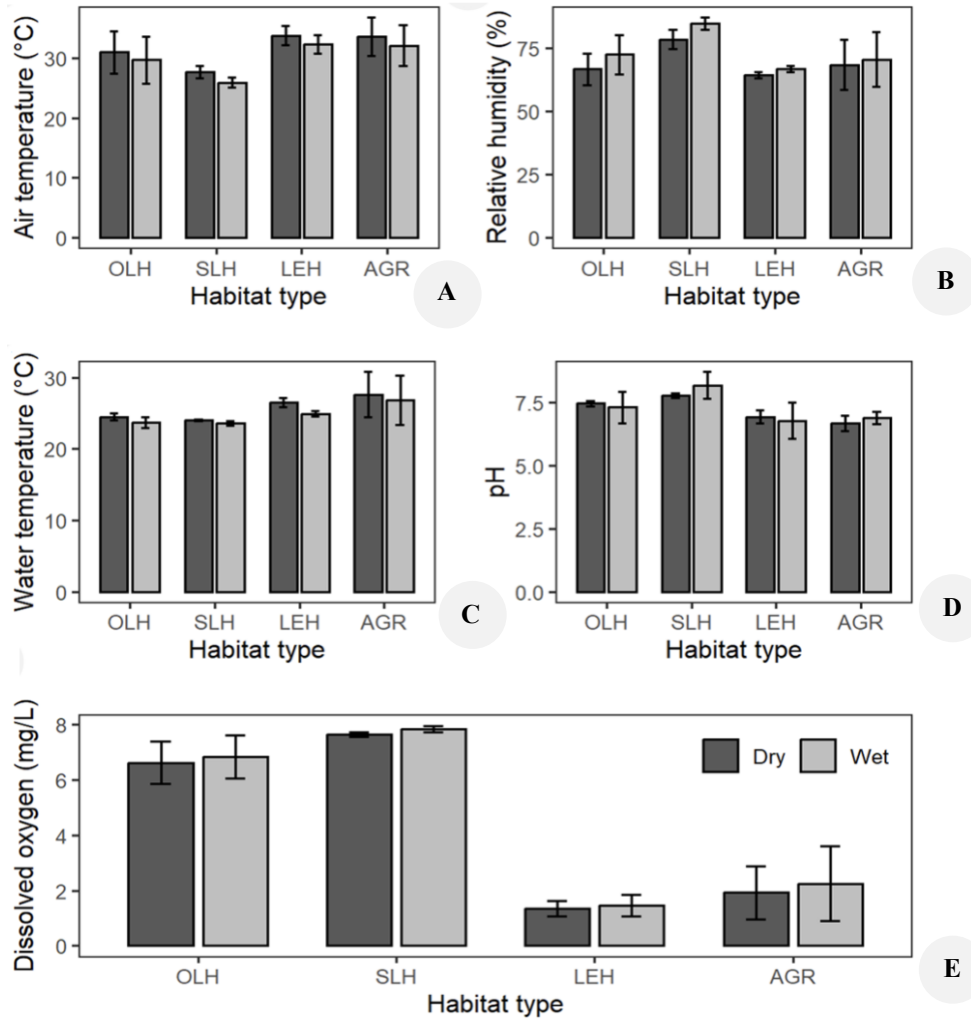 Air temperature (°C)
30
20
10
0
OLH SLH LEH AGR
Habitat type
A
Relative humidity (%)
75
50
25
0
OLH SLH LEH AGR
Habitat type
B
Water temperature (°C)
30
20
10
0
OLH SLH LEH AGR
Habitat type
C
pH
7.5
5.0
2.5
0.0
OLH SLH LEH AGR
Habitat type
D
Dissolved oxygen (mg/L)
8
6
4
2
0
Dry Wet
OLH SLH LEH AGR
Habitat type
E